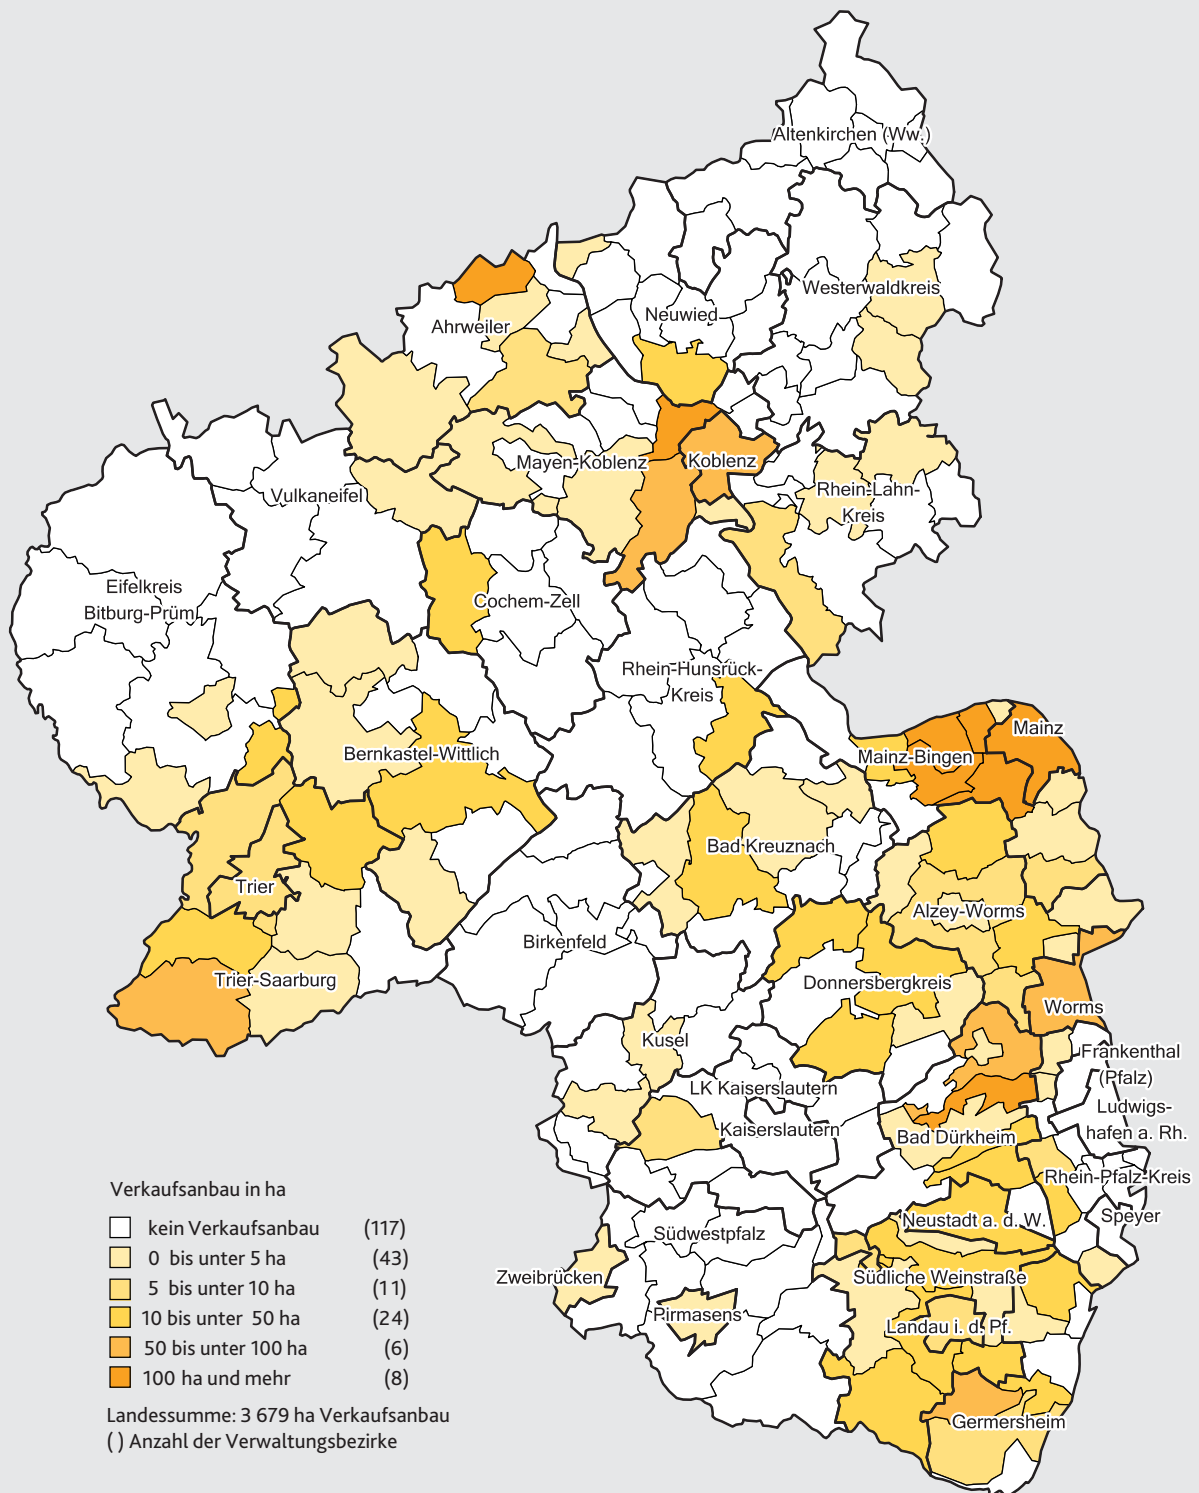 Altenkirchen (Ww.)
Westerwaldkreis
Neuwied
Ahrweiler
Mayen-Koblenz
Koblenz
Vulkaneifel
Rhein-Lahn-
Kreis
Eifelkreis
Bitburg-Prüm
Cochem-Zell
Rhein-Hunsrück-
Kreis
Mainz
Bernkastel-Wittlich
Mainz-Bingen
Bad Kreuznach
Trier
Alzey-Worms
Birkenfeld
Trier-Saarburg
Donnersbergkreis
Worms
Kusel
Frankenthal
(Pfalz)
LK Kaiserslautern
Ludwigs-
hafen a. Rh.
Kaiserslautern
Bad Dürkheim
Rhein-Pfalz-Kreis
Neustadt a. d. W.
Speyer
Südwestpfalz
Zweibrücken
Südliche Weinstraße
Pirmasens
Landau i. d. Pf.
Germersheim
Verkaufsanbau in ha
kein Verkaufsanbau (117)
0 bis unter 5 ha (43)
5 bis unter 10 ha (11)
10 bis unter 50 ha (24)
50 bis unter 100 ha (6)
100 ha und mehr (8)
Landessumme: 3 679 ha Verkaufsanbau
( ) Anzahl der Verwaltungsbezirke